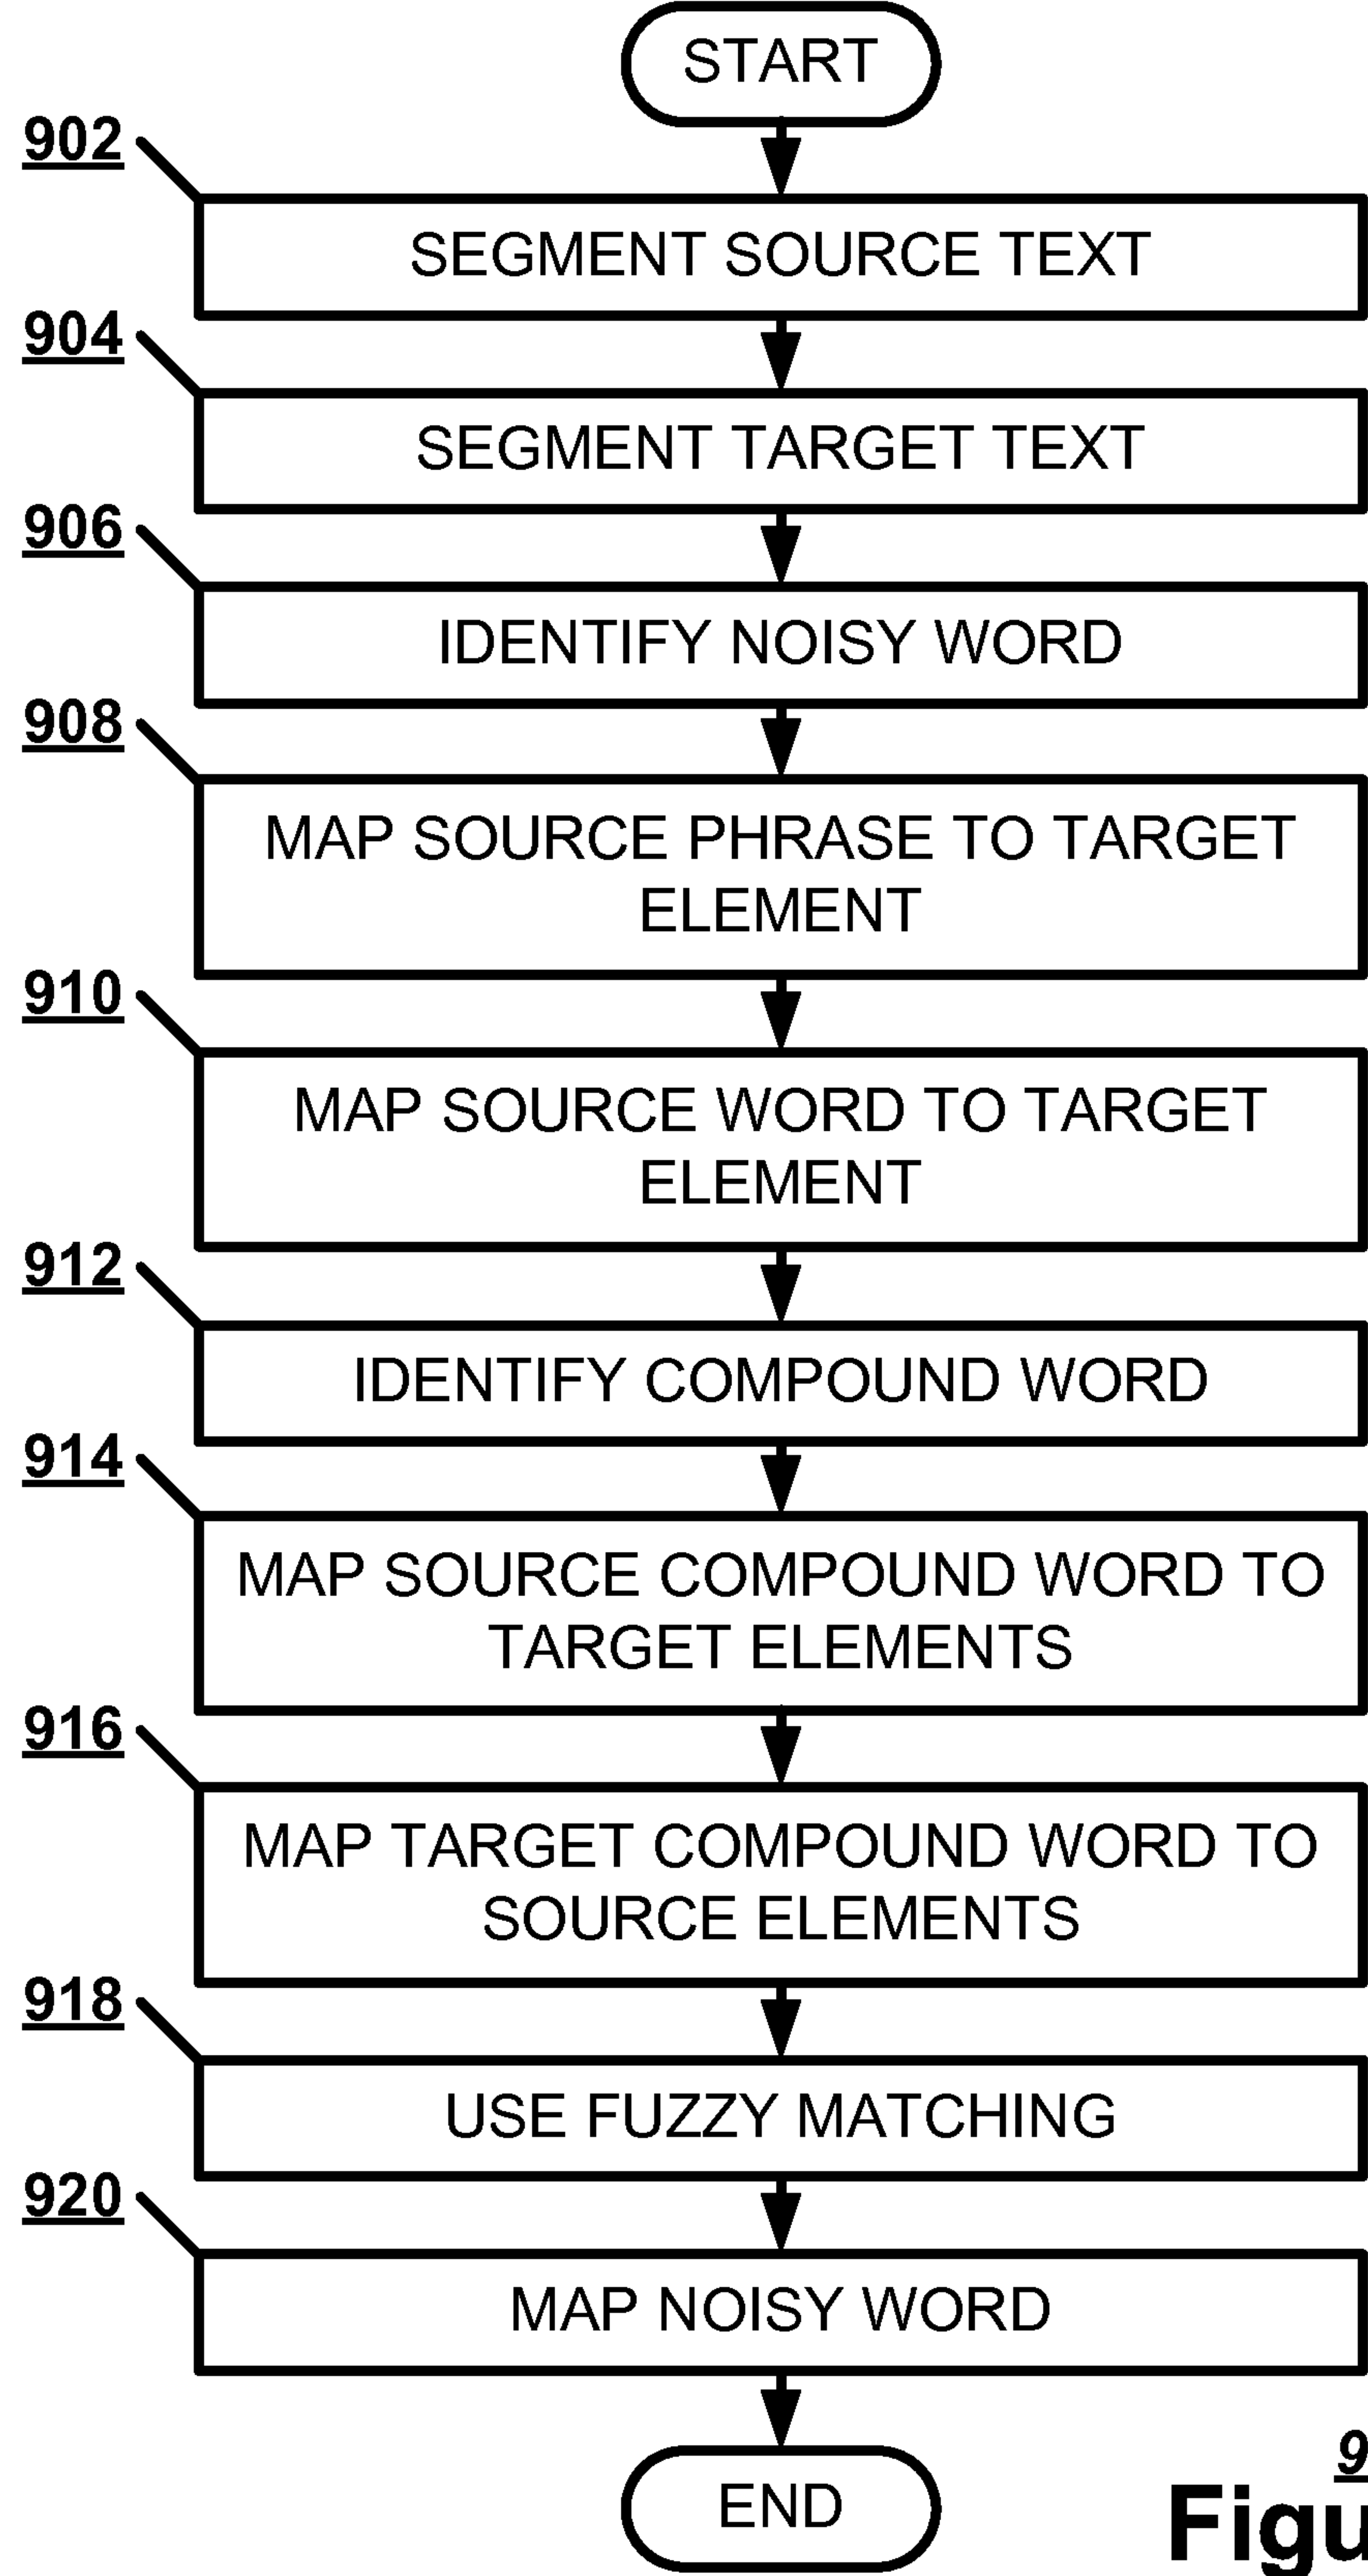 START
902
SEGMENT SOURCE TEXT
904
SEGMENT TARGET TEXT
906
IDENTIFY NOISY WORD
908
MAP SOURCE PHRASE TO TARGET
ELEMENT
910
MAP SOURCE WORD TO TARGET
ELEMENT
912
IDENTIFY COMPOUND WORD
914
MAP SOURCE COMPOUND WORD TO
TARGET ELEMENTS
916
MAP TARGET COMPOUND WORD TO
SOURCE ELEMENTS
918
USE FUZZY MATCHING
920
MAP NOISY WORD
END